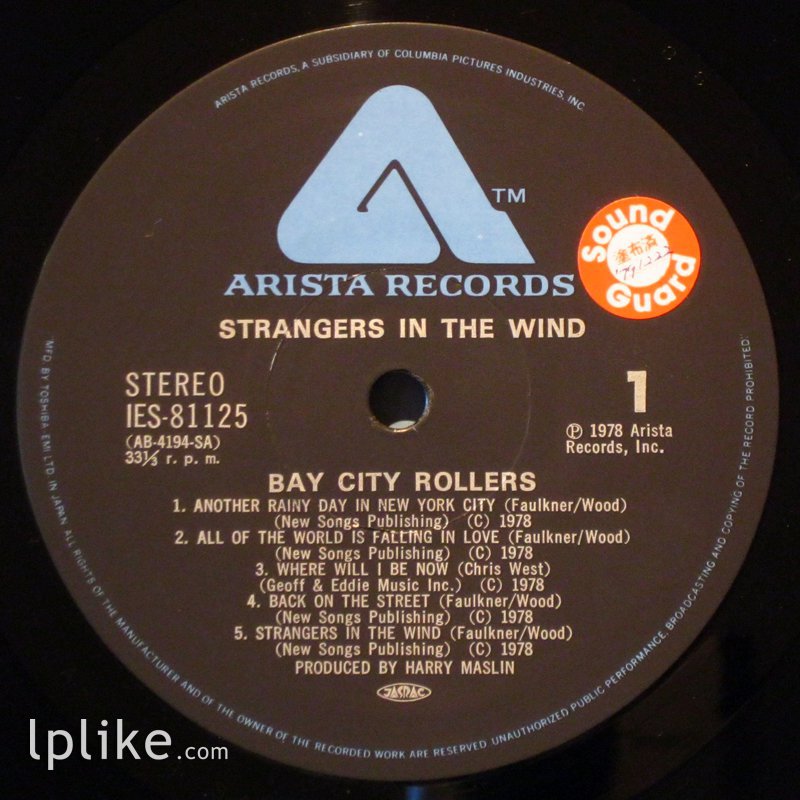 ARISTA RECORDS, A SUBSIDIARY OF COLUMBIA PICTURES INDUSTRIES, INC.
TM
ARISTA RECORDS
Sound
塗布済
'791222
Guard
STRANGERS IN THE WIND
STEREO
IES-81125
(AB-4194-SA)
33⅓ r. p. m.
1
Ⓟ 1978 Arista
Records, Inc.
BAY CITY ROLLERS
1. ANOTHER RAINY DAY IN NEW YORK CITY (Faulkner/Wood)
(New Songs Publishing) (C) 1978
2. ALL OF THE WORLD IS FALLING IN LOVE (Faulkner/Wood)
(New Songs Publishing) (C) 1978
3. WHERE WILL I BE NOW (Chris West)
(Geoff & Eddie Music Inc.) (C) 1978
4. BACK ON THE STREET (Faulkner/Wood)
(New Songs Publishing) (C) 1978
5. STRANGERS IN THE WIND (Faulkner/Wood)
(New Songs Publishing) (C) 1978
PRODUCED BY HARRY MASLIN
JASRAC
MFD BY TOSHIBA EMI LTD. IN JAPAN ALL RIGHTS OF THE MANUFACTURER AND OF THE OWNER OF THE RECORDED WORK ARE RESERVED. UNAUTHORIZED PUBLIC PERFORMANCE, BROADCASTING AND COPYING OF THE RECORD PROHIBITED
lplike.com